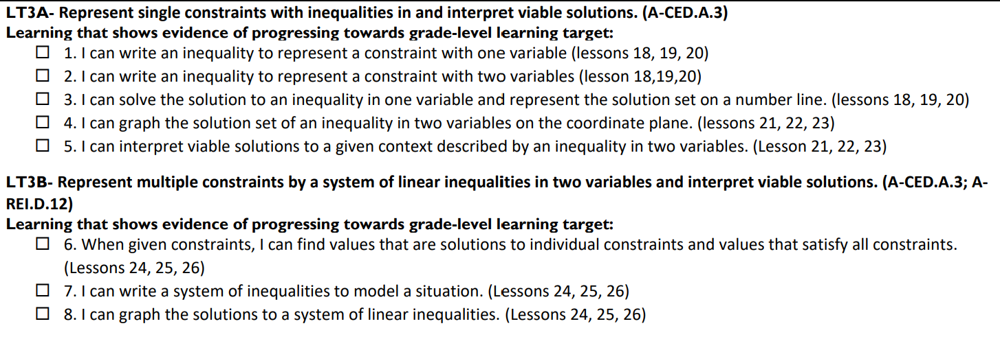 LT3A- Represent single constraints with inequalities in and interpret viable solutions. (A-CED.A.3)
Learning that shows evidence of progressing towards grade-level learning target:
☐ 1. I can write an inequality to represent a constraint with one variable (lessons 18, 19, 20)
☐ 2. I can write an inequality to represent a constraint with two variables (lesson 18,19,20)
☐ 3. I can solve the solution to an inequality in one variable and represent the solution set on a number line. (lessons 18, 19, 20)
☐ 4. I can graph the solution set of an inequality in two variables on the coordinate plane. (lessons 21, 22, 23)
☐ 5. I can interpret viable solutions to a given context described by an inequality in two variables. (Lesson 21, 22, 23)
LT3B- Represent multiple constraints by a system of linear inequalities in two variables and interpret viable solutions. (A-CED.A.3; A-
REI.D.12)
Learning that shows evidence of progressing towards grade-level learning target:
☐ 6. When given constraints, I can find values that are solutions to individual constraints and values that satisfy all constraints.
(Lessons 24, 25, 26)
☐ 7. I can write a system of inequalities to model a situation. (Lessons 24, 25, 26)
☐ 8. I can graph the solutions to a system of linear inequalities. (Lessons 24, 25, 26)